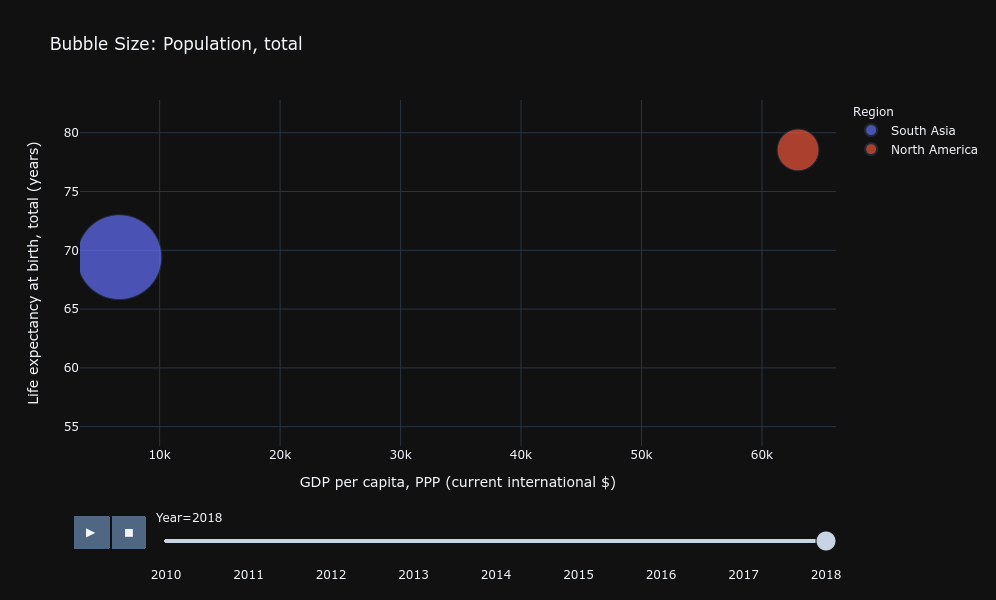 Bubble Size: Population, total
Region
South Asia
North America
Life expectancy at birth, total (years)
80
75
70
65
60
55
10k
20k
30k
40k
50k
60k
GDP per capita, PPP (current international $)
Year=2018
2010
2011
2012
2013
2014
2015
2016
2017
2018